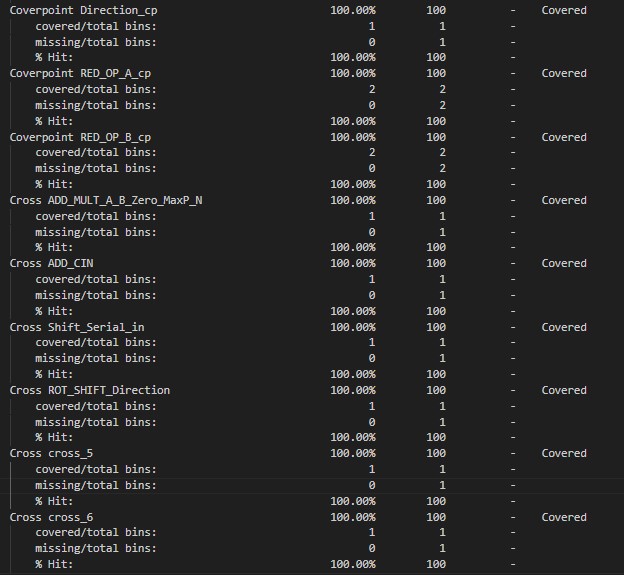 Coverpoint Direction_cp 100.00% 100 - Covered
covered/total bins: 1 1 -
missing/total bins: 0 1 -
% Hit: 100.00% 100 -
Coverpoint RED_OP_A_cp 100.00% 100 - Covered
covered/total bins: 2 2 -
missing/total bins: 0 2 -
% Hit: 100.00% 100 -
Coverpoint RED_OP_B_cp 100.00% 100 - Covered
covered/total bins: 2 2 -
missing/total bins: 0 2 -
% Hit: 100.00% 100 -
Cross ADD_MULT_A_B_Zero_MaxP_N 100.00% 100 - Covered
covered/total bins: 1 1 -
missing/total bins: 0 1 -
% Hit: 100.00% 100 -
Cross ADD_CIN 100.00% 100 - Covered
covered/total bins: 1 1 -
missing/total bins: 0 1 -
% Hit: 100.00% 100 -
Cross Shift_Serial_in 100.00% 100 - Covered
covered/total bins: 1 1 -
missing/total bins: 0 1 -
% Hit: 100.00% 100 -
Cross ROT_SHIFT_Direction 100.00% 100 - Covered
covered/total bins: 1 1 -
missing/total bins: 0 1 -
% Hit: 100.00% 100 -
Cross cross_5 100.00% 100 - Covered
covered/total bins: 1 1 -
missing/total bins: 0 1 -
% Hit: 100.00% 100 -
Cross cross_6 100.00% 100 - Covered
covered/total bins: 1 1 -
missing/total bins: 0 1 -
% Hit: 100.00% 100 -